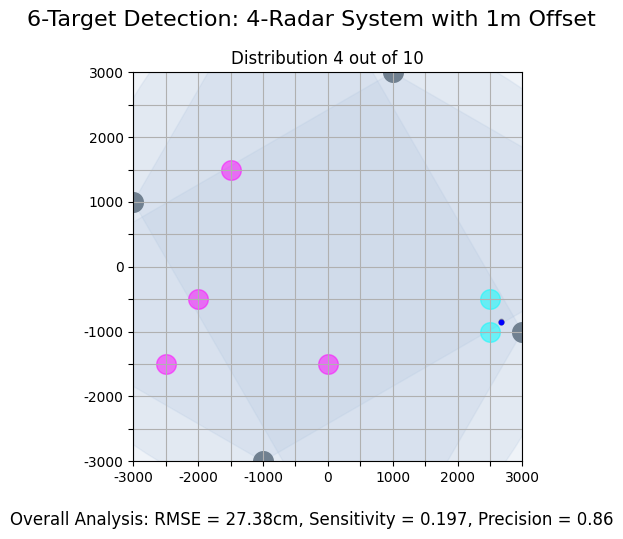 6-Target Detection: 4-Radar System with 1m Offset
Distribution 4 out of 10
3000
2000
1000
0
-1000
-2000
-3000
-3000 -2000 -1000 0 1000 2000 3000
Overall Analysis: RMSE = 27.38cm, Sensitivity = 0.197, Precision = 0.86